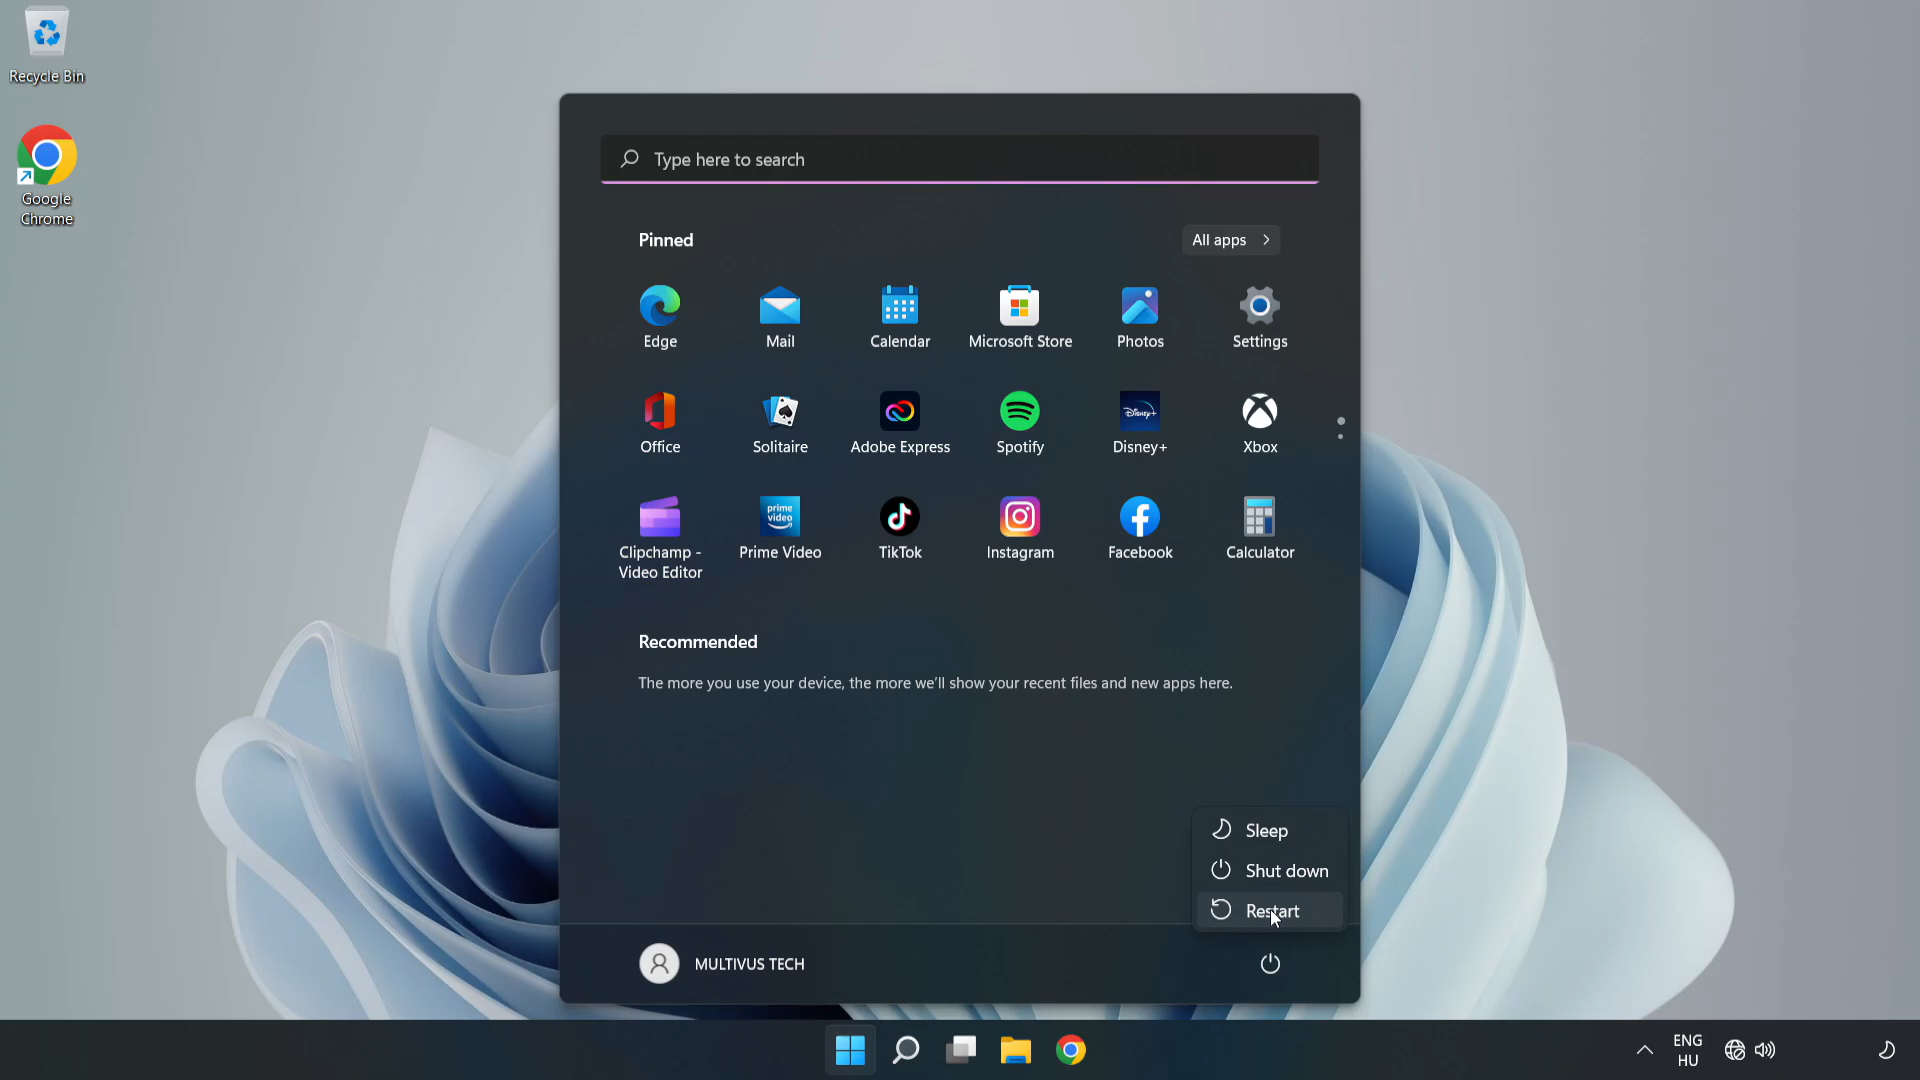 Recycle Bin
Google
Chrome
Type here to search
Pinned
All apps
Edge
Mail
Calendar
Microsoft Store
Photos
Settings
Office
Solitaire
Adobe Express
Spotify
Disney+
Disney+
Xbox
prime
video
Clipchamp -
Video Editor
Prime Video
TikTok
Instagram
Facebook
Calculator
Recommended
The more you use your device, the more we'll show your recent files and new apps here.
Sleep
Shut down
Restart
MULTIVUS TECH
ENG
HU